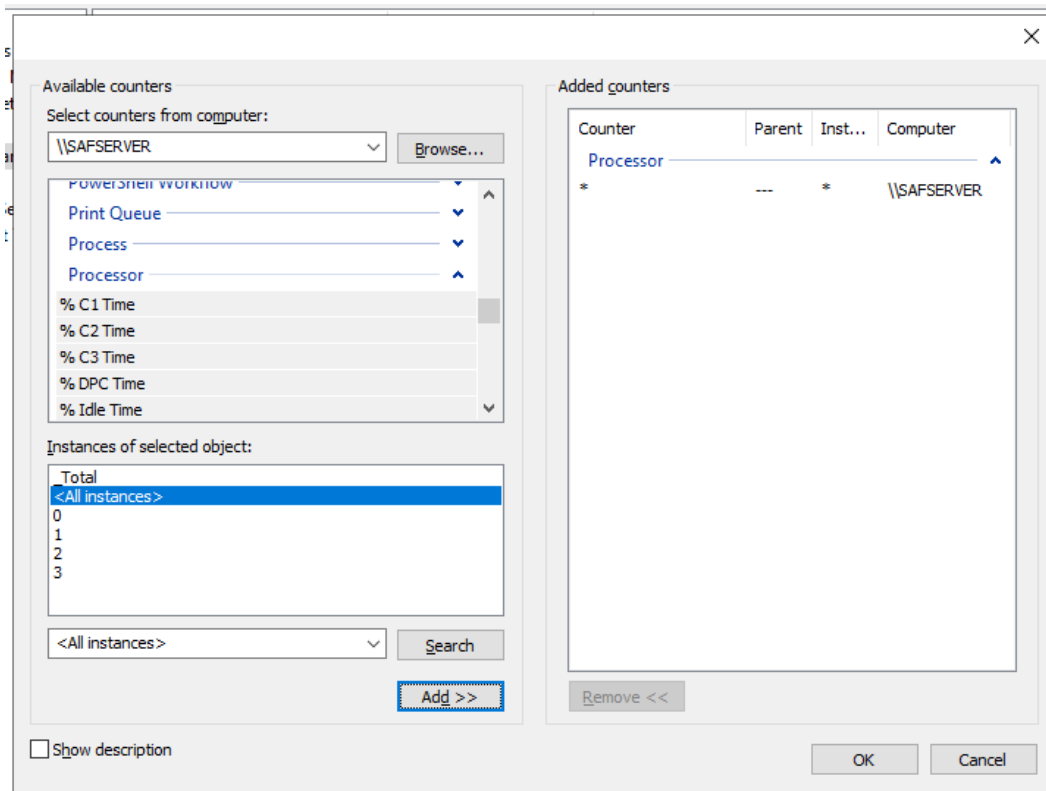 Available counters
Select counters from computer:
\\SAFSERVER
Browse...
PowerShell Workflow
Print Queue
Process
Processor
% C1 Time
% C2 Time
% C3 Time
% DPC Time
% Idle Time
Instances of selected object:
_Total
<All instances>
0
1
2
3
<All instances>
Search
Add >>
Show description
Added counters
Counter Parent Inst... Computer
Processor
* --- * \\SAFSERVER
Remove <<
OK
Cancel